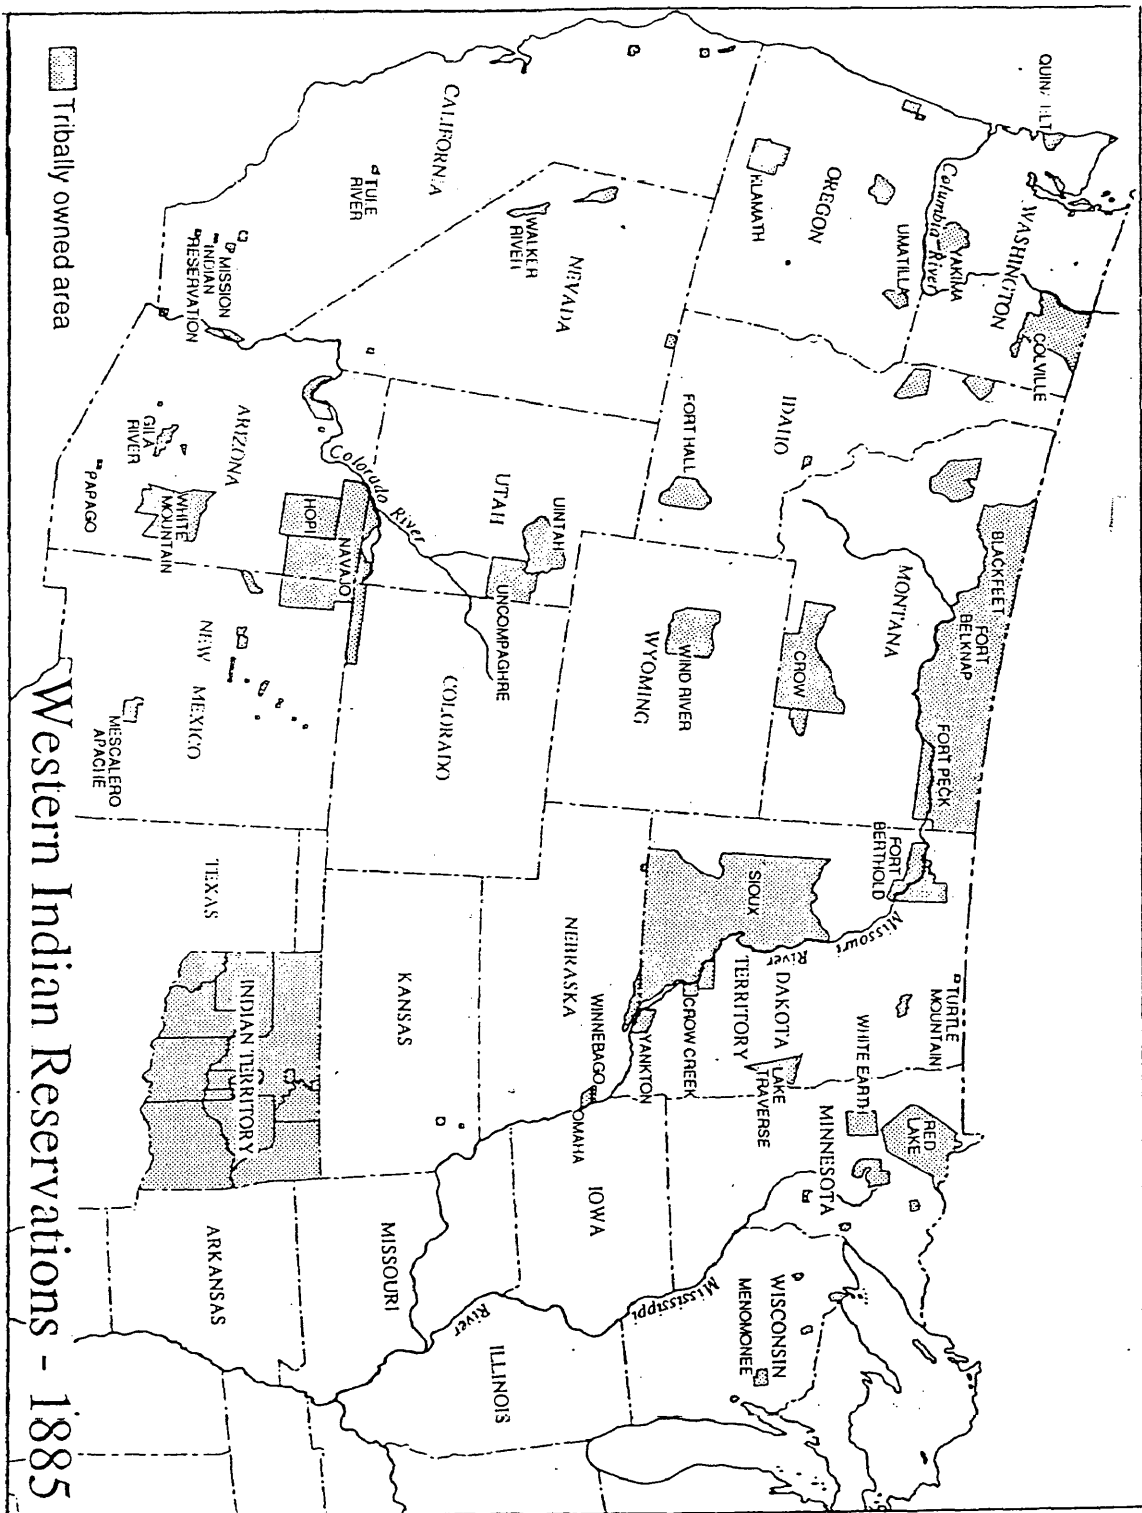 QUIN
WASHINGTON
COLVILLE
YAKIMA
Columbia River
UMATILLA
OREGON
KLAMATH
IDAHO
FORT HALL
BLACKFEET
FORT
BELKNAP
FORT PECK
MONTANA
CROW
WIND RIVER
WYOMING
FORT
BERTHOLD
Missouri
River
TURTLE
MOUNTAIN
DAKOTA
TERRITORY
SIOUX
CROW CREEK
YANKTON
LAKE
TRAVERSE
WHITE EARTH
RED
LAKE
MINNESOTA
WISCONSIN
MENOMONEE
Mississippi
River
IOWA
ILLINOIS
NEBRASKA
WINNEBAGO
OMAHA
KANSAS
MISSOURI
ARKANSAS
INDIAN TERRITORY
TEXAS
COLORADO
UTAH
UINTAH
UNCOMPAGHRE
Colorado River
NEVADA
WALKER
RIVER
CALIFORNIA
TULE
RIVER
MISSION
INDIAN
RESERVATION
ARIZONA
HOPI
NAVAJO
WHITE
MOUNTAIN
GILA
RIVER
PAPAGO
NEW
MEXICO
MESCALERO
APACHE
Tribally owned area
Western Indian Reservations - 1885